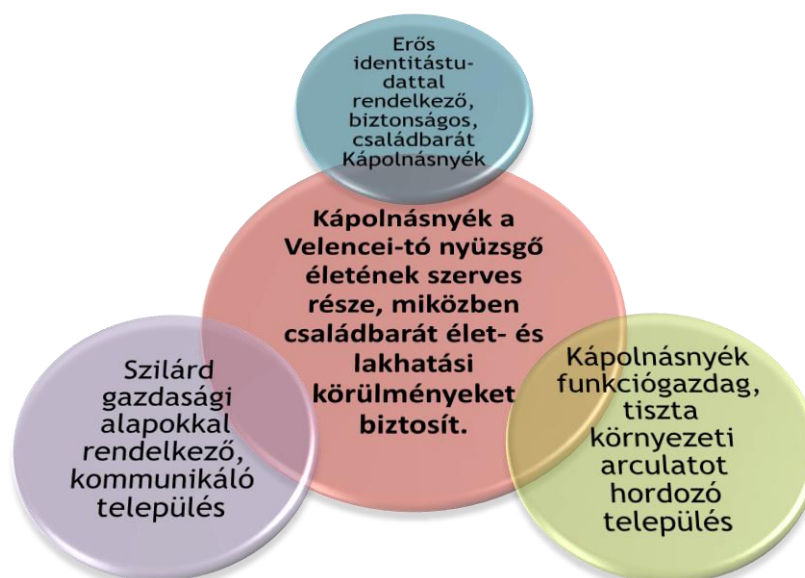 Erős
identitástu-
dattal
rendelkező,
biztonságos,
családbarát
Kápolnásnyék
Kápolnásnyék a
Velencei-tó nyüzsgő
életének szerves
része, miközben
családbarát élet- és
lakhatási
körülményeket
biztosít.
Szilárd
gazdasági
alapokkal
rendelkező,
kommunikáló
település
Kápolnásnyék
funkciógazdag,
tiszta
környezeti
arculatot
hordozó
település